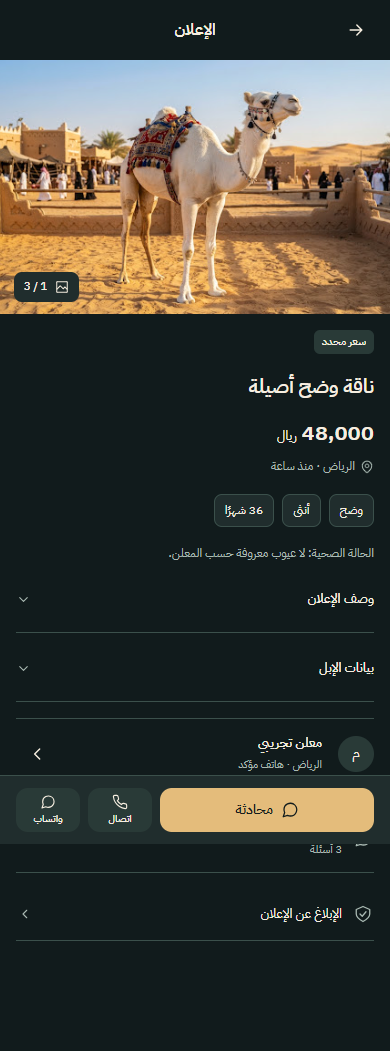 الإعلان
3 / 1
سعر محدد
ناقة وضح أصيلة
48,000 ريال
الرياض · منذ ساعة
وضح
أنثى
36 شهرًا
الحالة الصحية: لا عيوب معروفة حسب المعلن.
وصف الإعلان
بيانات الإبل
م
معلن تجريبي
الرياض · هاتف مؤكد
محادثة
اتصال
واتساب
3 أسئلة
الإبلاغ عن الإعلان